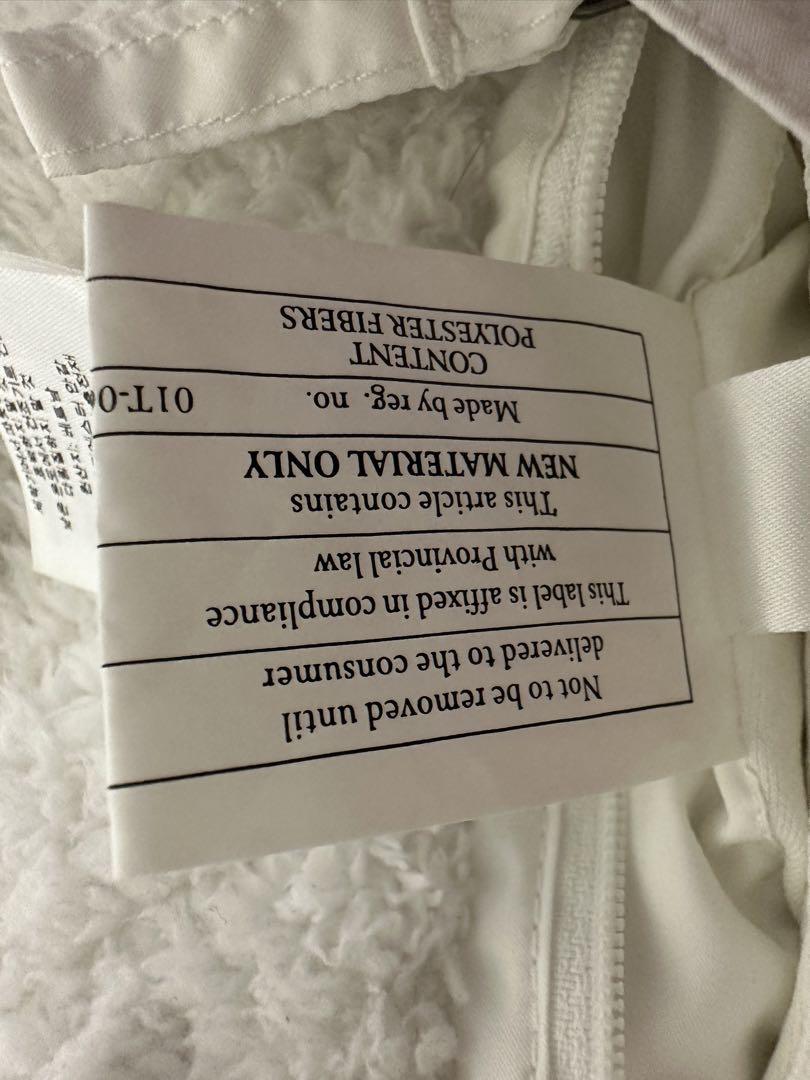 Not to be removed until
delivered to the consumer
This label is affixed in compliance
with Provincial law
This article contains
NEW MATERIAL ONLY
Made by reg. no. 01T-0
CONTENT
POLYESTER FIBERS